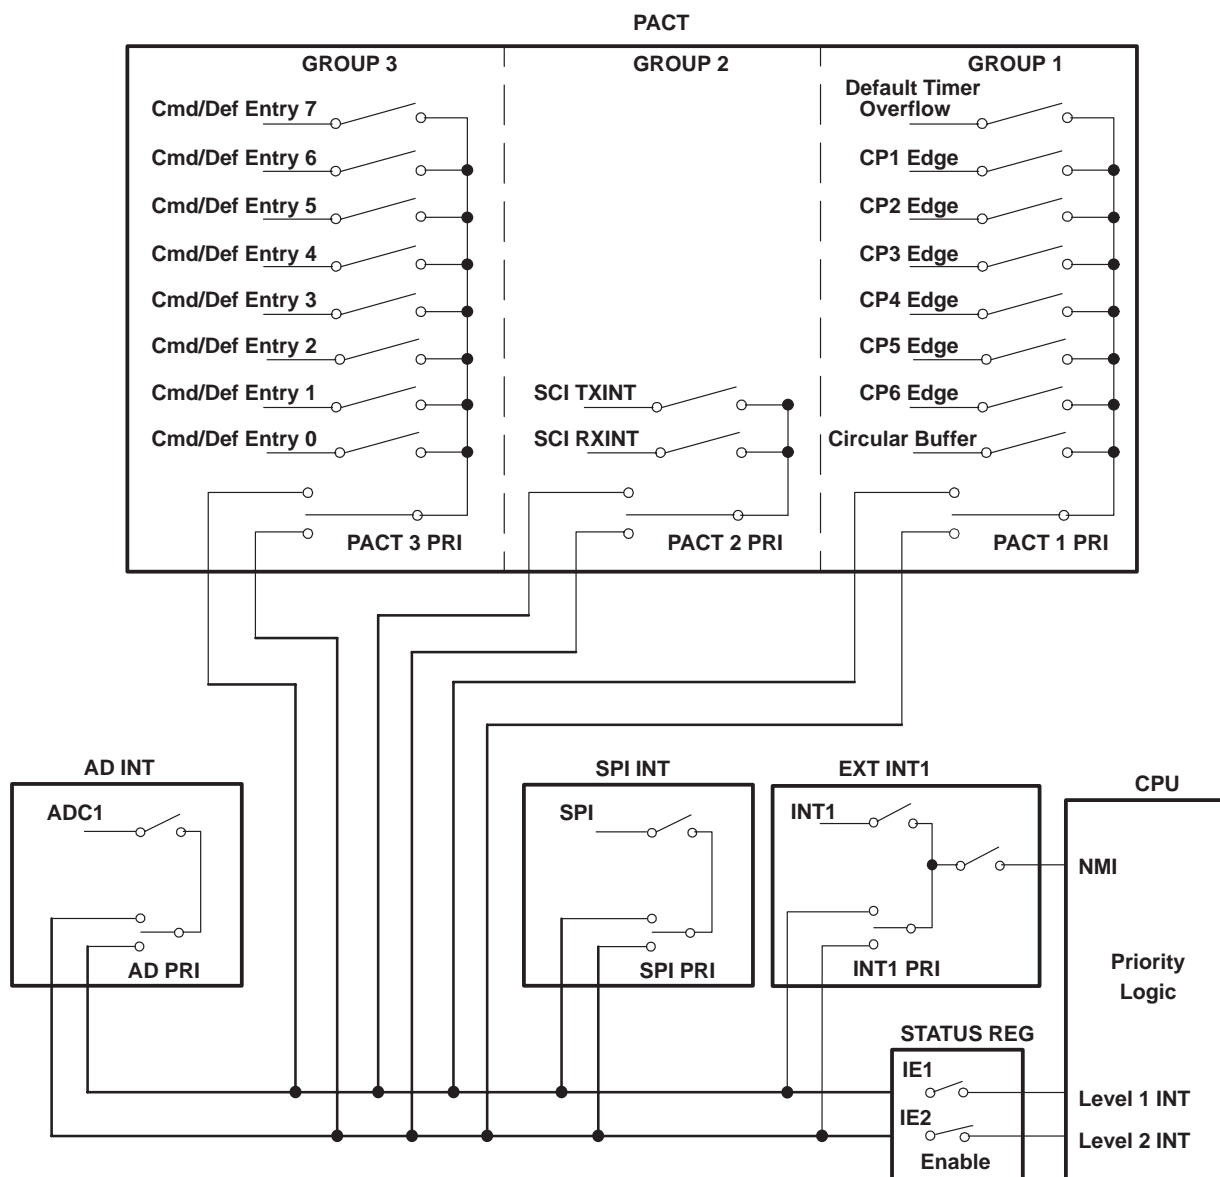 PACT
GROUP 3
GROUP 2
GROUP 1
Cmd/Def Entry 7
Cmd/Def Entry 6
Cmd/Def Entry 5
Cmd/Def Entry 4
Cmd/Def Entry 3
Cmd/Def Entry 2
Cmd/Def Entry 1
Cmd/Def Entry 0
PACT 3 PRI
SCI TXINT
SCI RXINT
PACT 2 PRI
Default Timer
Overflow
CP1 Edge
CP2 Edge
CP3 Edge
CP4 Edge
CP5 Edge
CP6 Edge
Circular Buffer
PACT 1 PRI
AD INT
ADC1
AD PRI
SPI INT
SPI
SPI PRI
EXT INT1
INT1
INT1 PRI
CPU
NMI
Priority
Logic
Level 1 INT
Level 2 INT
STATUS REG
IE1
IE2
Enable